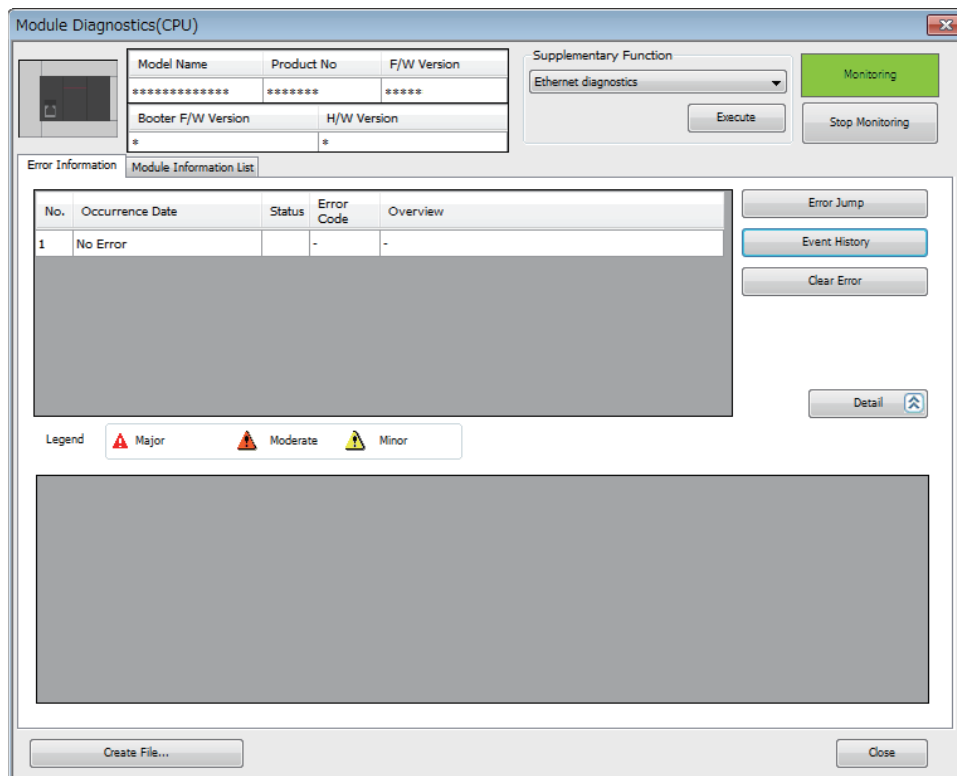 Module Diagnostics(CPU)
Model Name Product No F/W Version
************* ******* *****
Booter F/W Version H/W Version
* *
Supplementary Function
Ethernet diagnostics
Execute
Monitoring
Stop Monitoring
Error Information Module Information List
No. Occurrence Date Status Error Code Overview
1 No Error - -
Error Jump
Event History
Clear Error
Detail
Legend Major Moderate Minor
Create File... Close